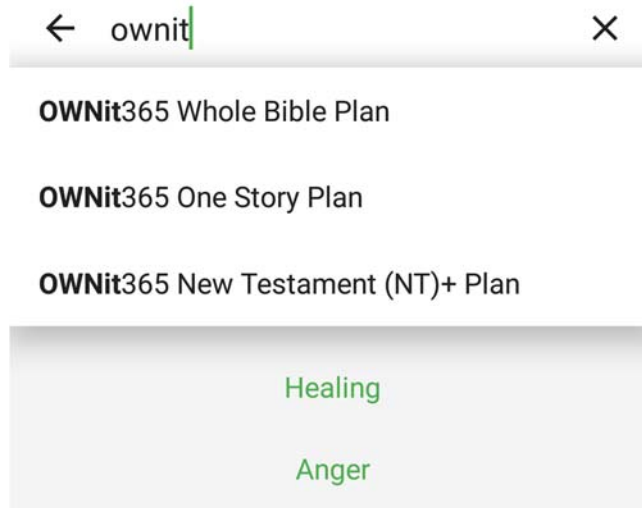 ownit
OWNit365 Whole Bible Plan
OWNit365 One Story Plan
OWNit365 New Testament (NT)+ Plan
Healing
Anger